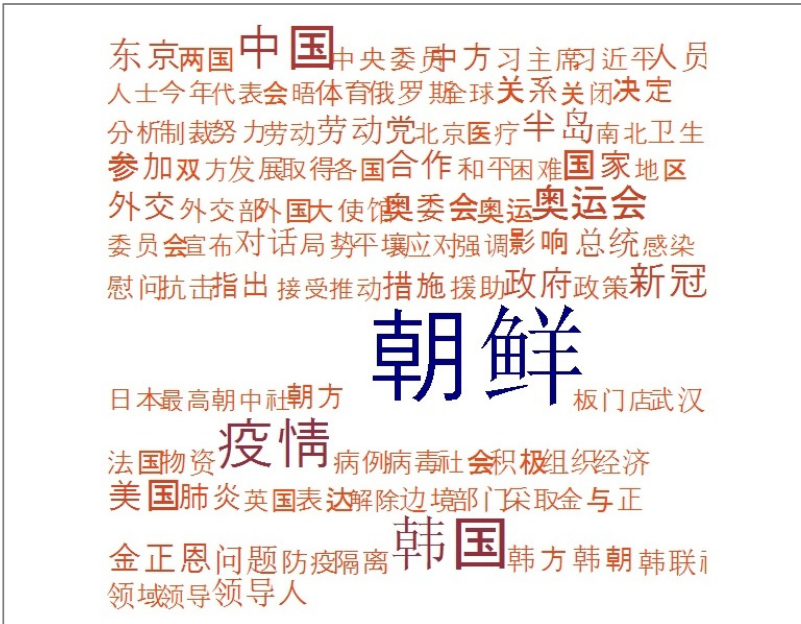 东京两国中国中央委员中方习主席习近平人员
人士今年代表会晤体育俄罗斯全球关系关闭决定
分析制裁努力劳动劳动党北京医疗半岛南北卫生
参加双方发展取得各国合作和平困难国家地区
外交外交部外国大使馆奥委会奥运奥运会
委员会宣布对话局势平壤应对强调影响总统感染
慰问抗击指出接受推动措施援助政府政策新冠
日本最高朝中社朝方朝鲜板门店武汉
法国物资疫情病例病毒社会积极组织经济
美国肺炎英国表达解除边境部门采取金与正
金正恩问题防疫隔离韩国韩方韩朝韩联社
领域领导领导人